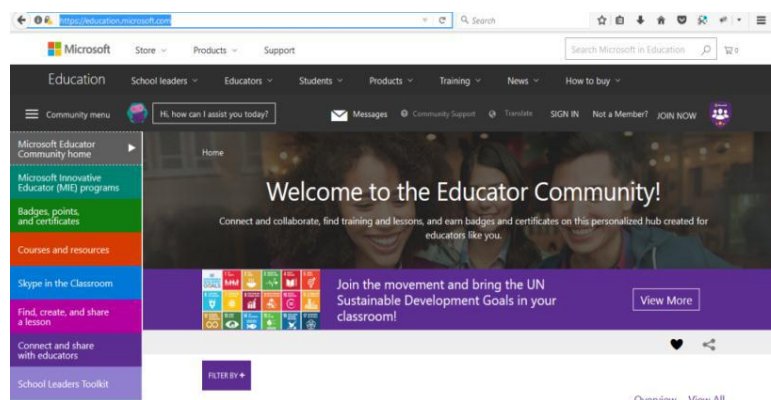 https://education.microsoft.com
Search
Microsoft Store Products Support Search Microsoft in Education 0
Education School leaders Educators Students Products Training News How to buy
Community menu Hi, how can I assist you today? Messages Community Support Translate SIGN IN Not a Member? JOIN NOW
Microsoft Educator
Community home
Microsoft Innovative
Educator (MIE) programs
Badges, points,
and certificates
Courses and resources
Skype in the Classroom
Find, create, and share
a lesson
Connect and share
with educators
School Leaders Toolkit
Home
Welcome to the Educator Community!
Connect and collaborate, find training and lessons, and earn badges and certificates on this personalized hub created for
educators like you.
GOALS
Join the movement and bring the UN
Sustainable Development Goals in your
classroom!
View More
FILTER BY +
Overview View All